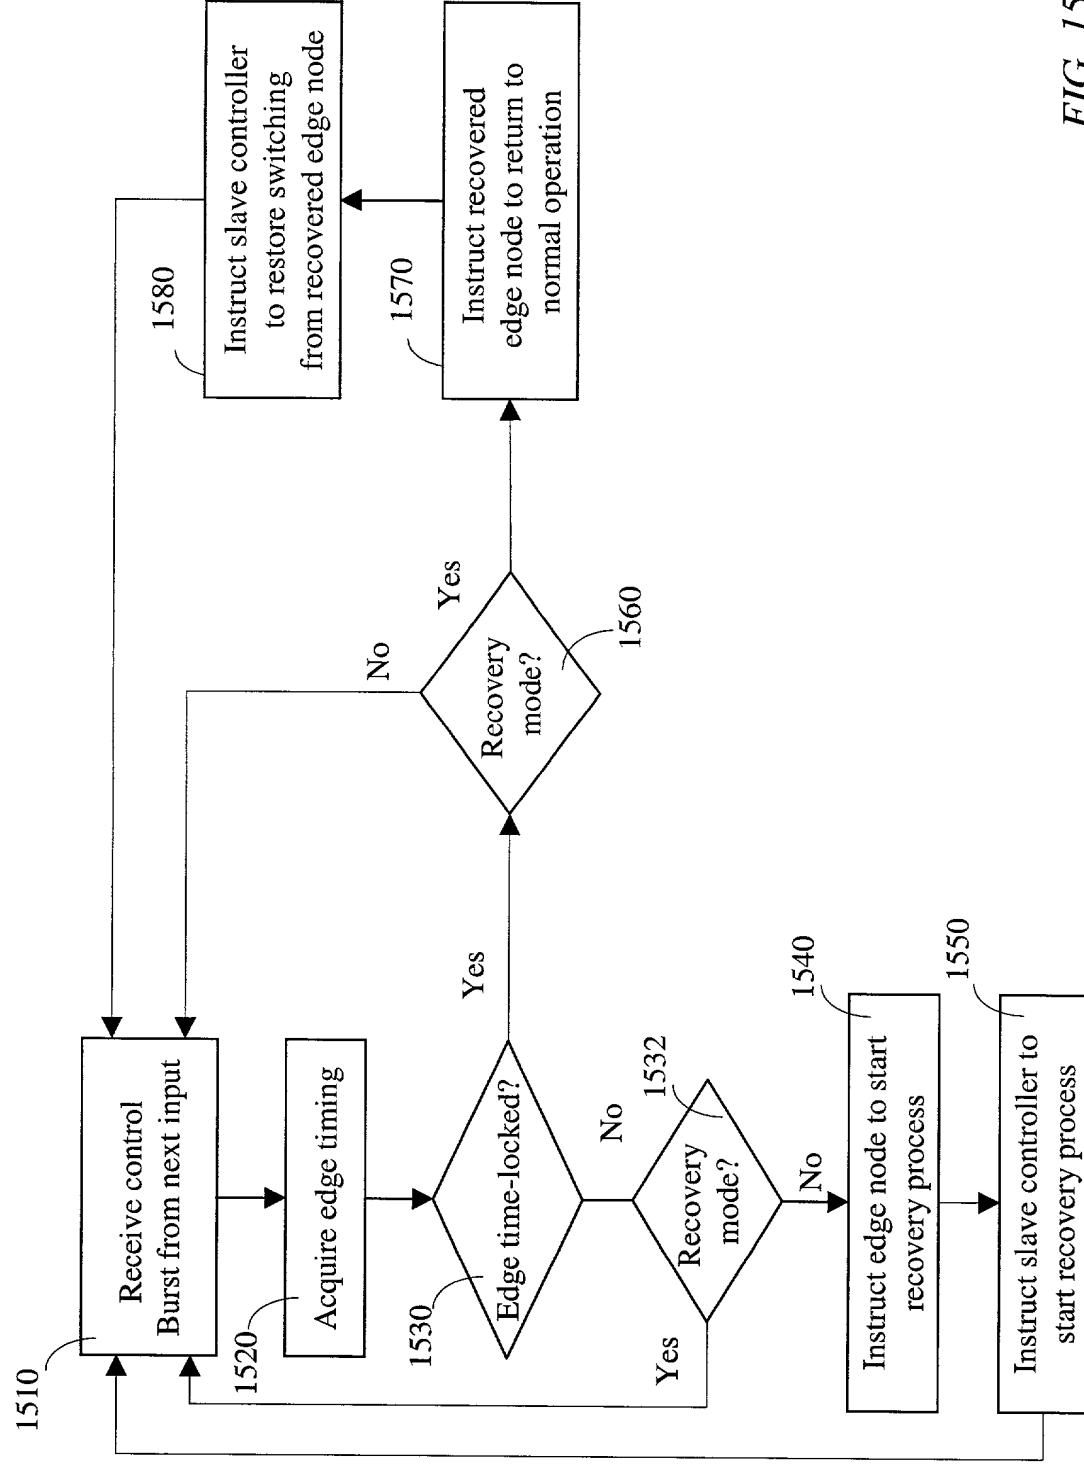 1510
Receive control
Burst from next input
1520
Acquire edge timing
1530
Edge time-locked?
Yes
No
1532
Recovery
mode?
Yes
No
1540
Instruct edge node to start
recovery process
1550
Instruct slave controller to
start recovery process
Recovery
mode?
1560
No
Yes
1570
Instruct recovered
edge node to return to
normal operation
1580
Instruct slave controller
to restore switching
from recovered edge node
FIG. 15